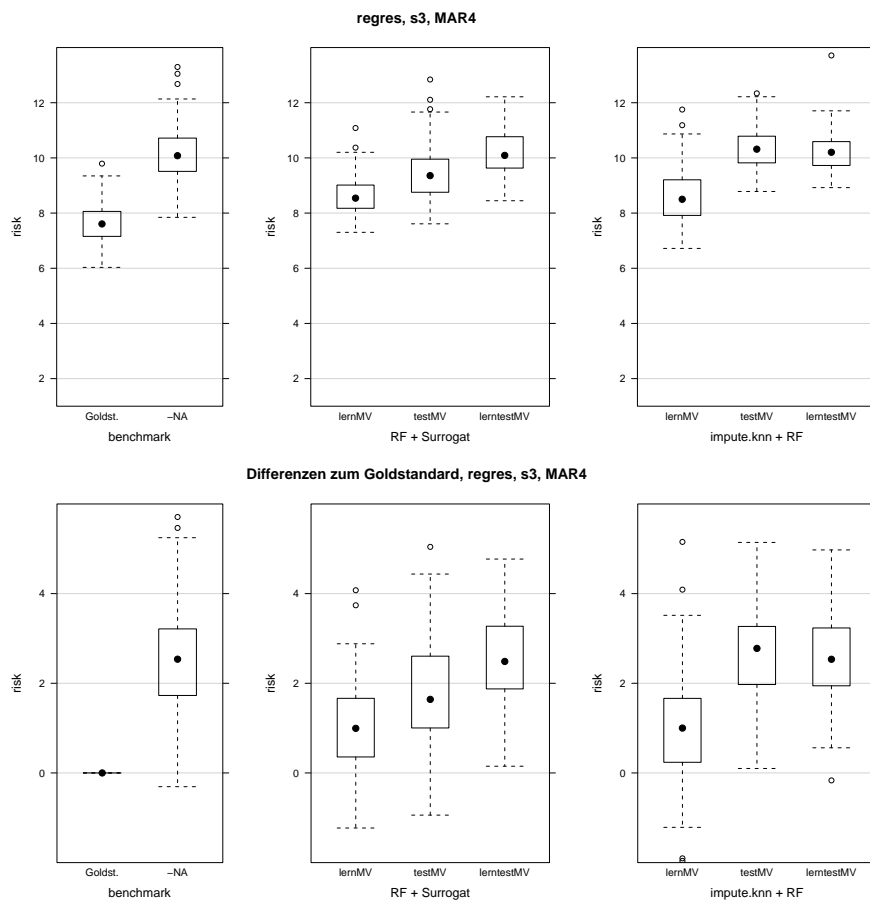 regres, s3, MAR4
risk
2
4
6
8
10
12
Goldst.
−NA
benchmark
risk
2
4
6
8
10
12
lernMV
testMV
lerntestMV
RF + Surrogat
risk
2
4
6
8
10
12
lernMV
testMV
lerntestMV
impute.knn + RF
Differenzen zum Goldstandard, regres, s3, MAR4
risk
0
2
4
Goldst.
−NA
benchmark
risk
0
2
4
lernMV
testMV
lerntestMV
RF + Surrogat
risk
0
2
4
lernMV
testMV
lerntestMV
impute.knn + RF